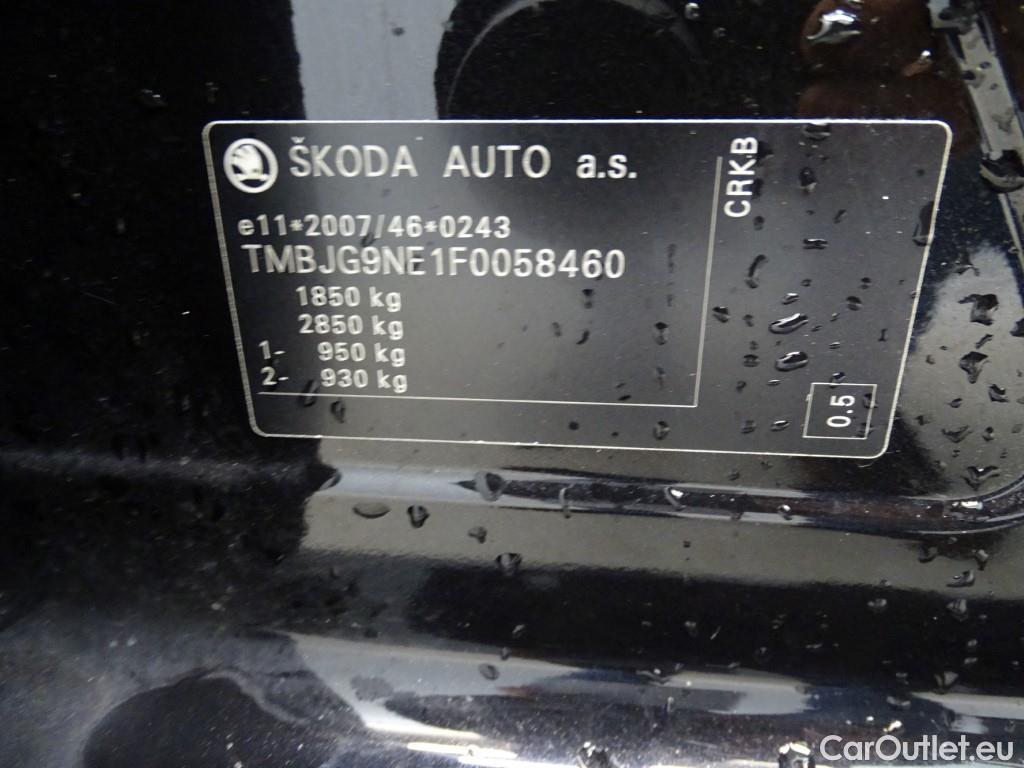 ŠKODA AUTO a.s.
e11*2007/46*0243
TMBJG9NE1F0058460
1850 kg
2850 kg
1- 950 kg
2- 930 kg
CRKB
0.5
CarOutlet.eu